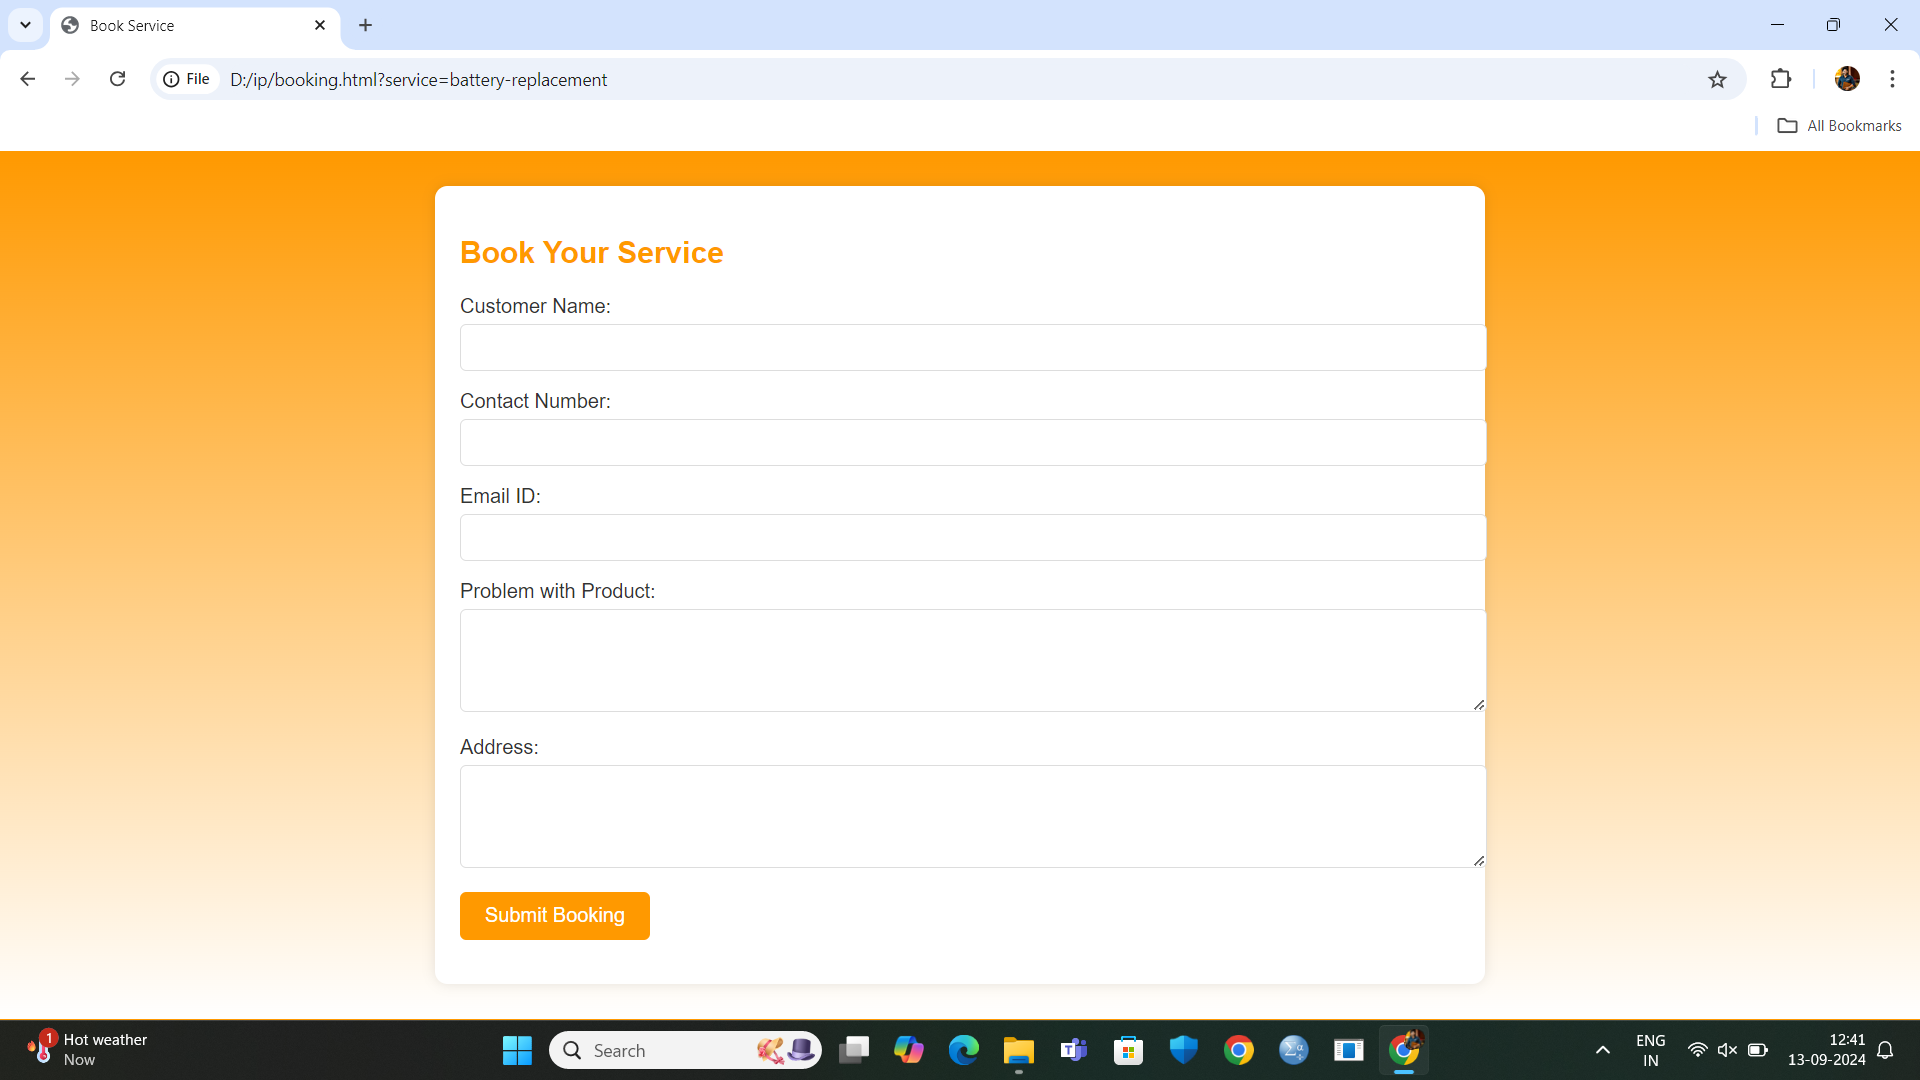 Book Service
File
D:/ip/booking.html?service=battery-replacement
All Bookmarks
Book Your Service
Customer Name:
Contact Number:
Email ID:
Problem with Product:
Address:
Submit Booking
1
Hot weather
Now
Search
T
Σα
ENG
IN
12:41
13-09-2024